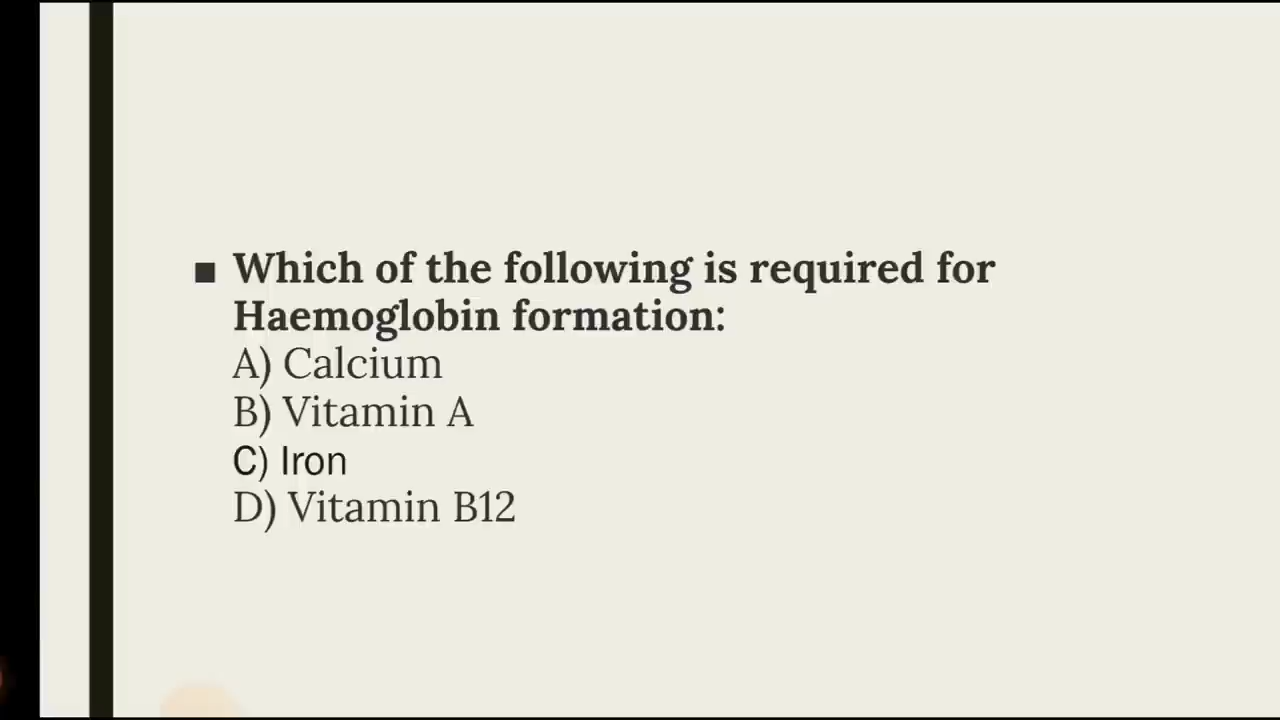 ■ Which of the following is required for
Haemoglobin formation:
A) Calcium
B) Vitamin A
C) Iron
D) Vitamin B12